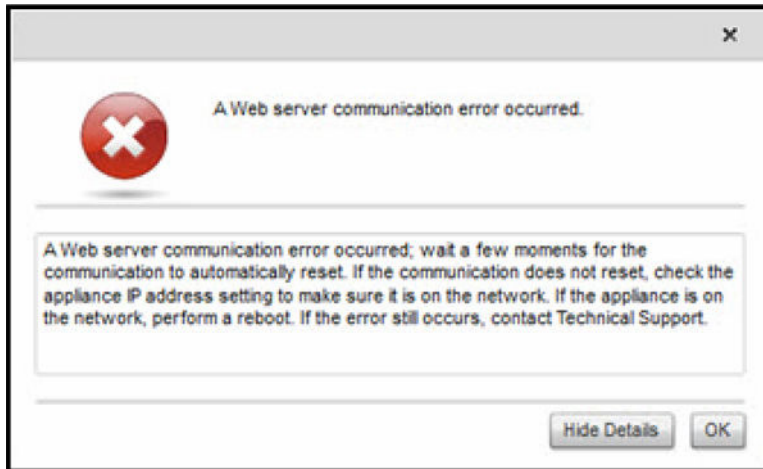 A Web server communication error occurred.
A Web server communication error occurred; wait a few moments for the
communication to automatically reset. If the communication does not reset, check the
appliance IP address setting to make sure it is on the network. If the appliance is on
the network, perform a reboot. If the error still occurs, contact Technical Support.
Hide Details OK